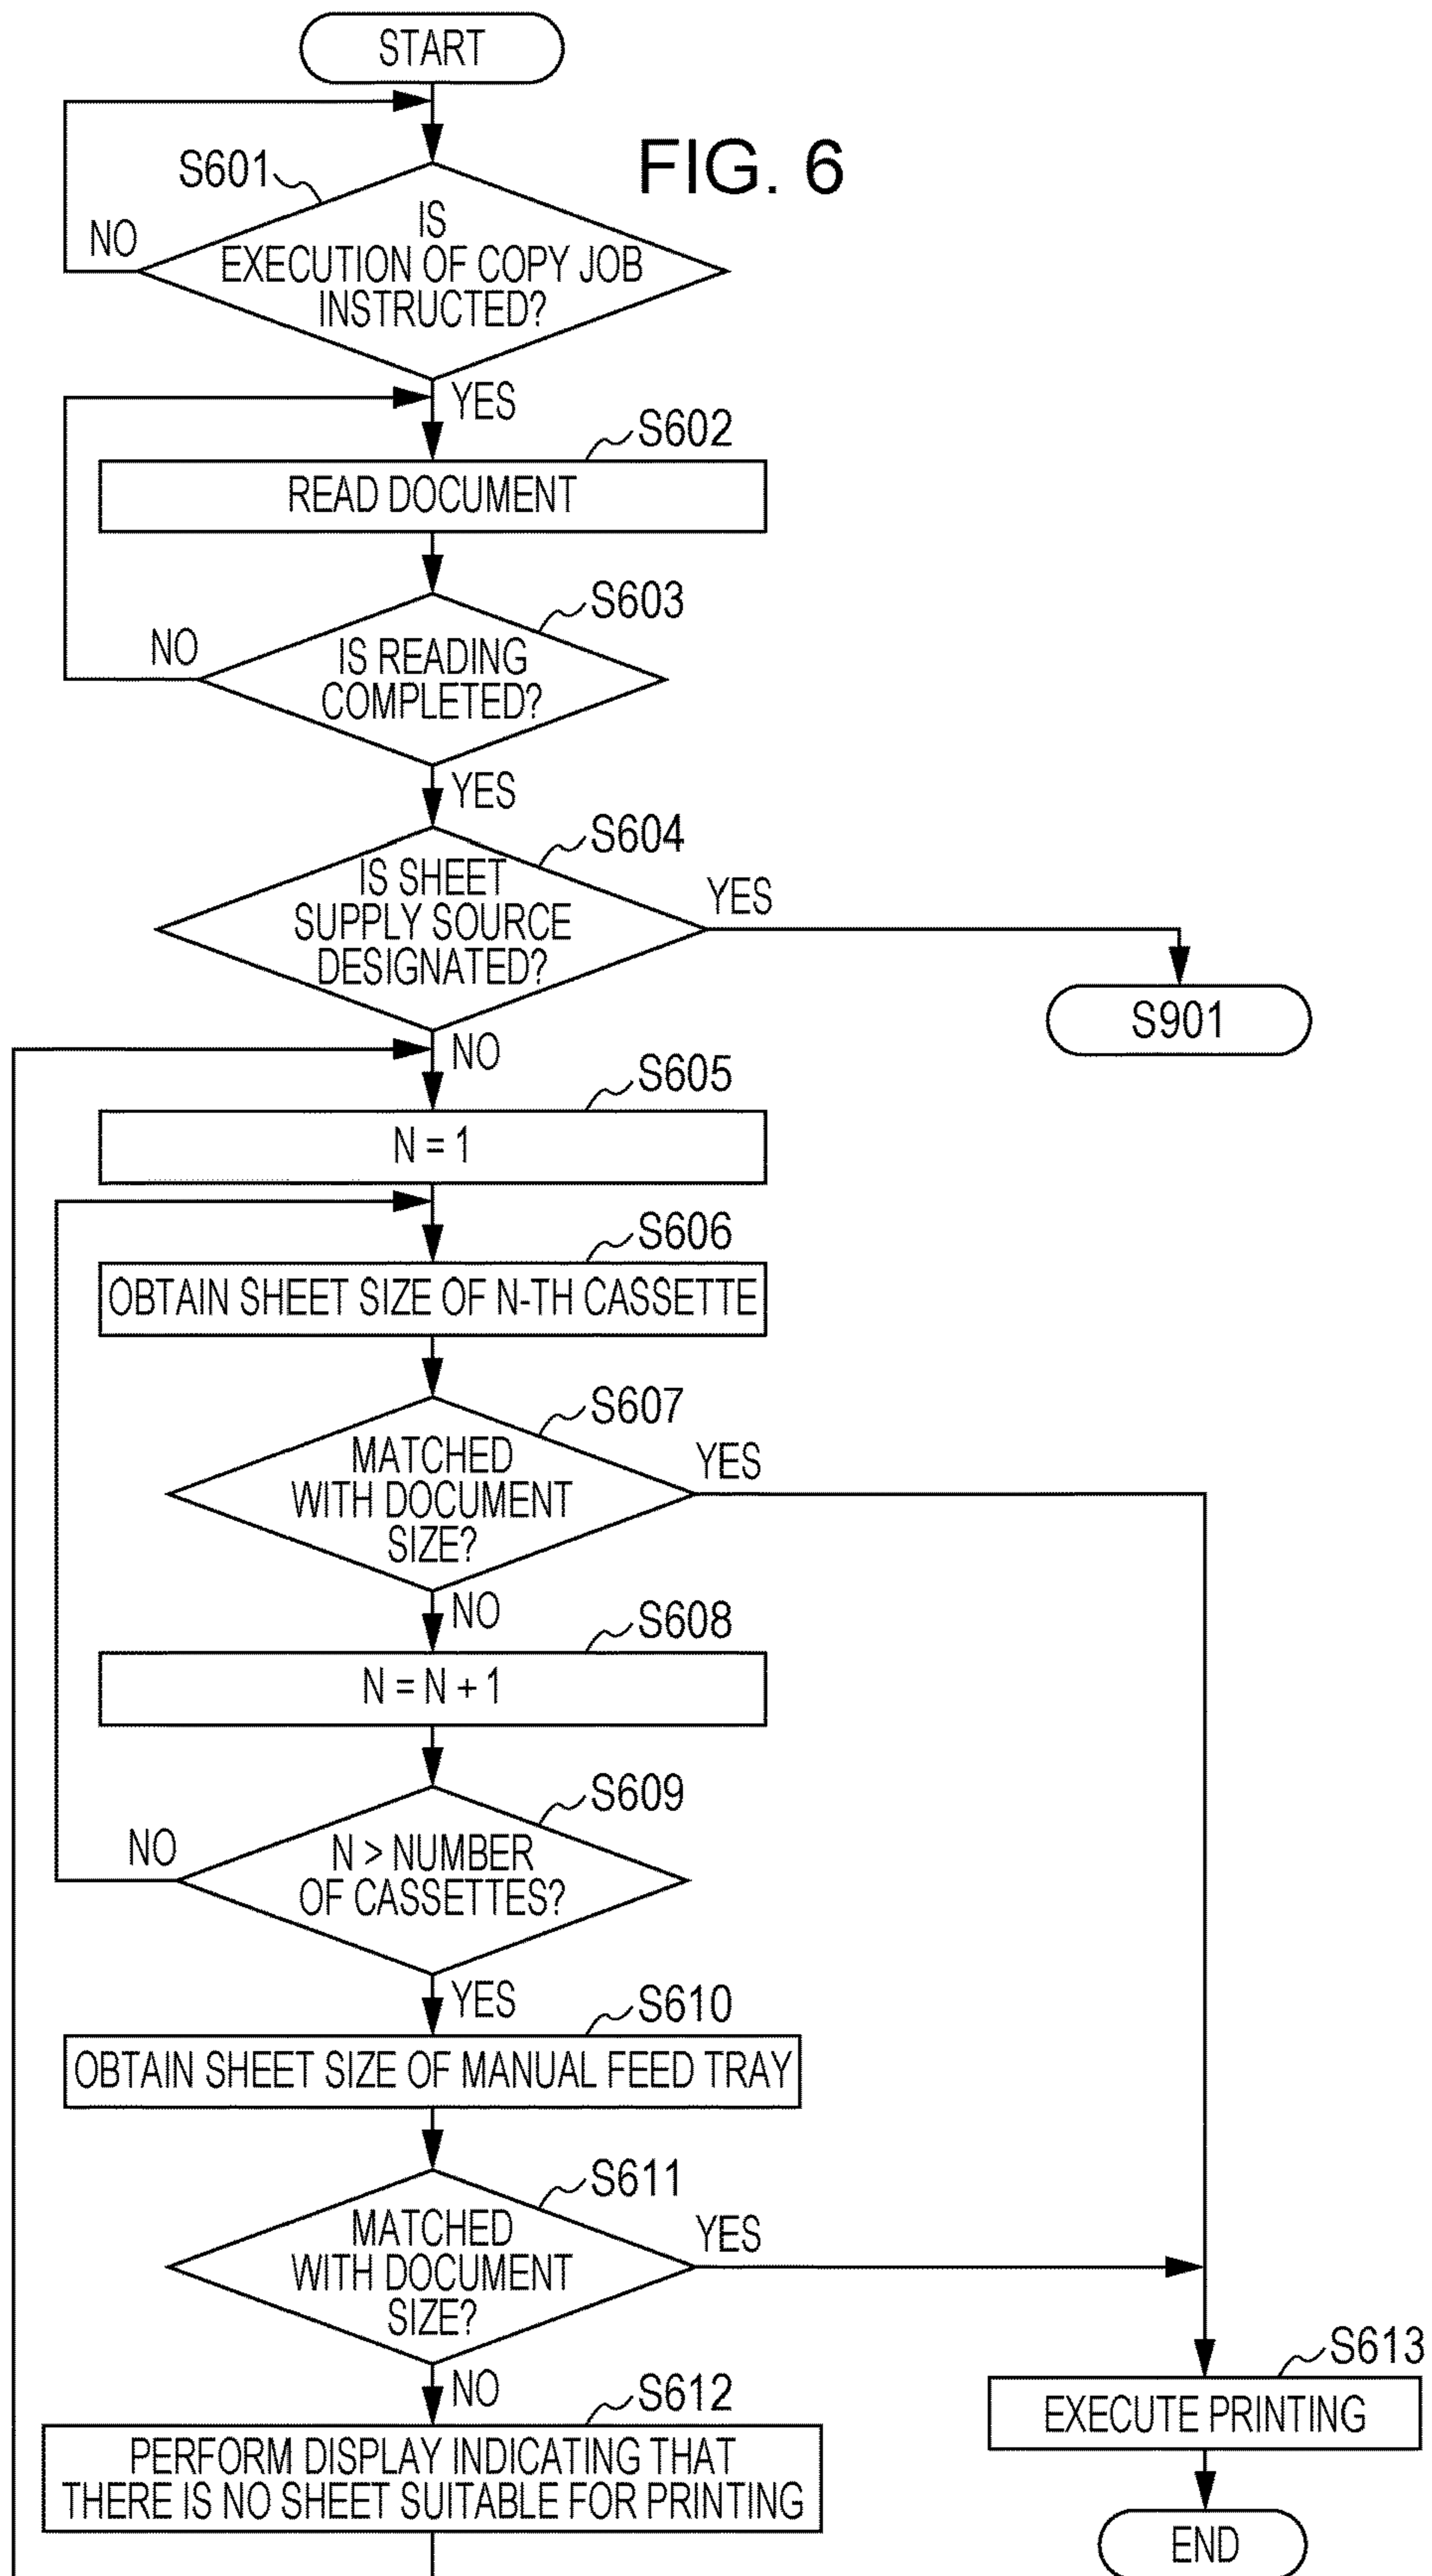 START
FIG. 6
S601
IS
EXECUTION OF COPY JOB
INSTRUCTED?
NO
YES
S602
READ DOCUMENT
S603
IS READING
COMPLETED?
NO
YES
S604
IS SHEET
SUPPLY SOURCE
DESIGNATED?
YES
S901
NO
S605
N = 1
S606
OBTAIN SHEET SIZE OF N-TH CASSETTE
S607
MATCHED
WITH DOCUMENT
SIZE?
YES
NO
S608
N = N + 1
S609
N > NUMBER
OF CASSETTES?
NO
YES
S610
OBTAIN SHEET SIZE OF MANUAL FEED TRAY
S611
MATCHED
WITH DOCUMENT
SIZE?
YES
NO
S612
PERFORM DISPLAY INDICATING THAT
THERE IS NO SHEET SUITABLE FOR PRINTING
S613
EXECUTE PRINTING
END